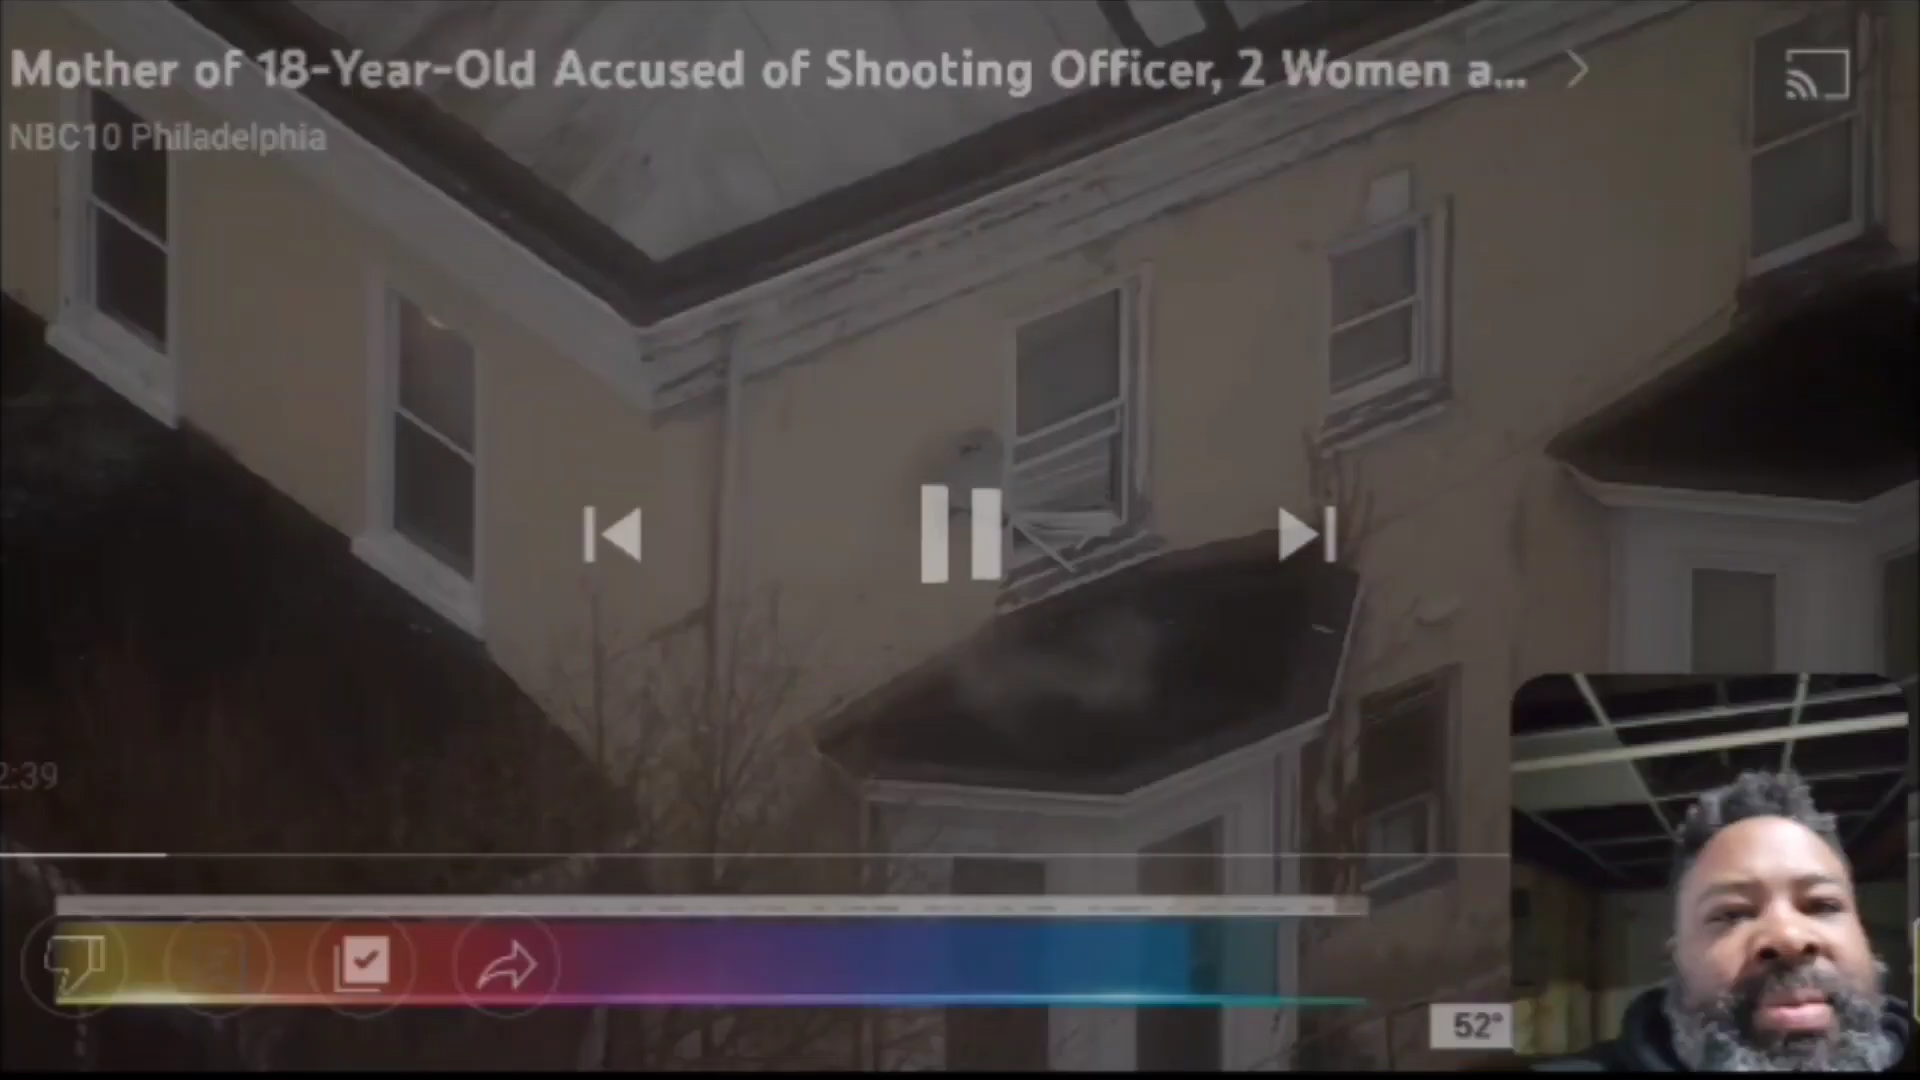 Mother of 18-Year-Old Accused of Shooting Officer, 2 Women a...
NBC10 Philadelphia
2:39
52°